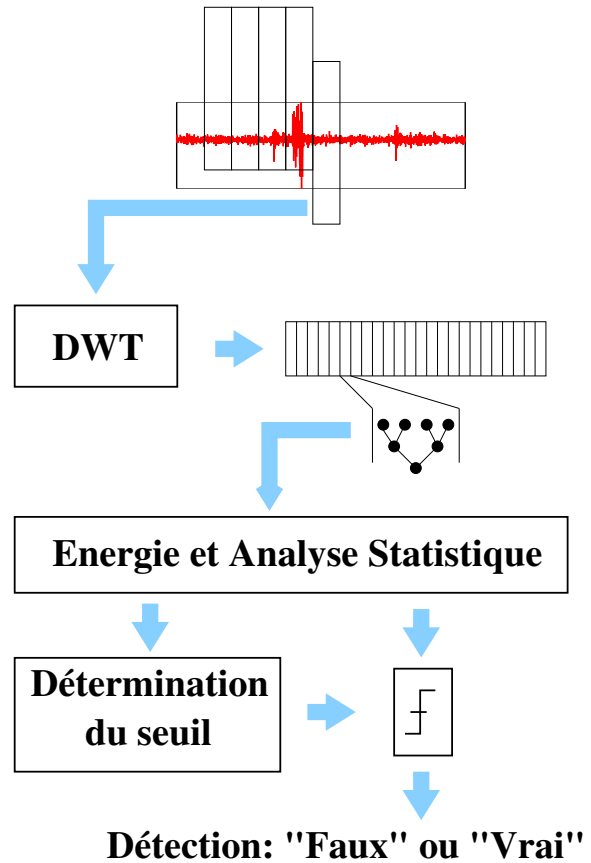 DWT
Energie et Analyse Statistique
Détermination
du seuil
Détection: "Faux" ou "Vrai"